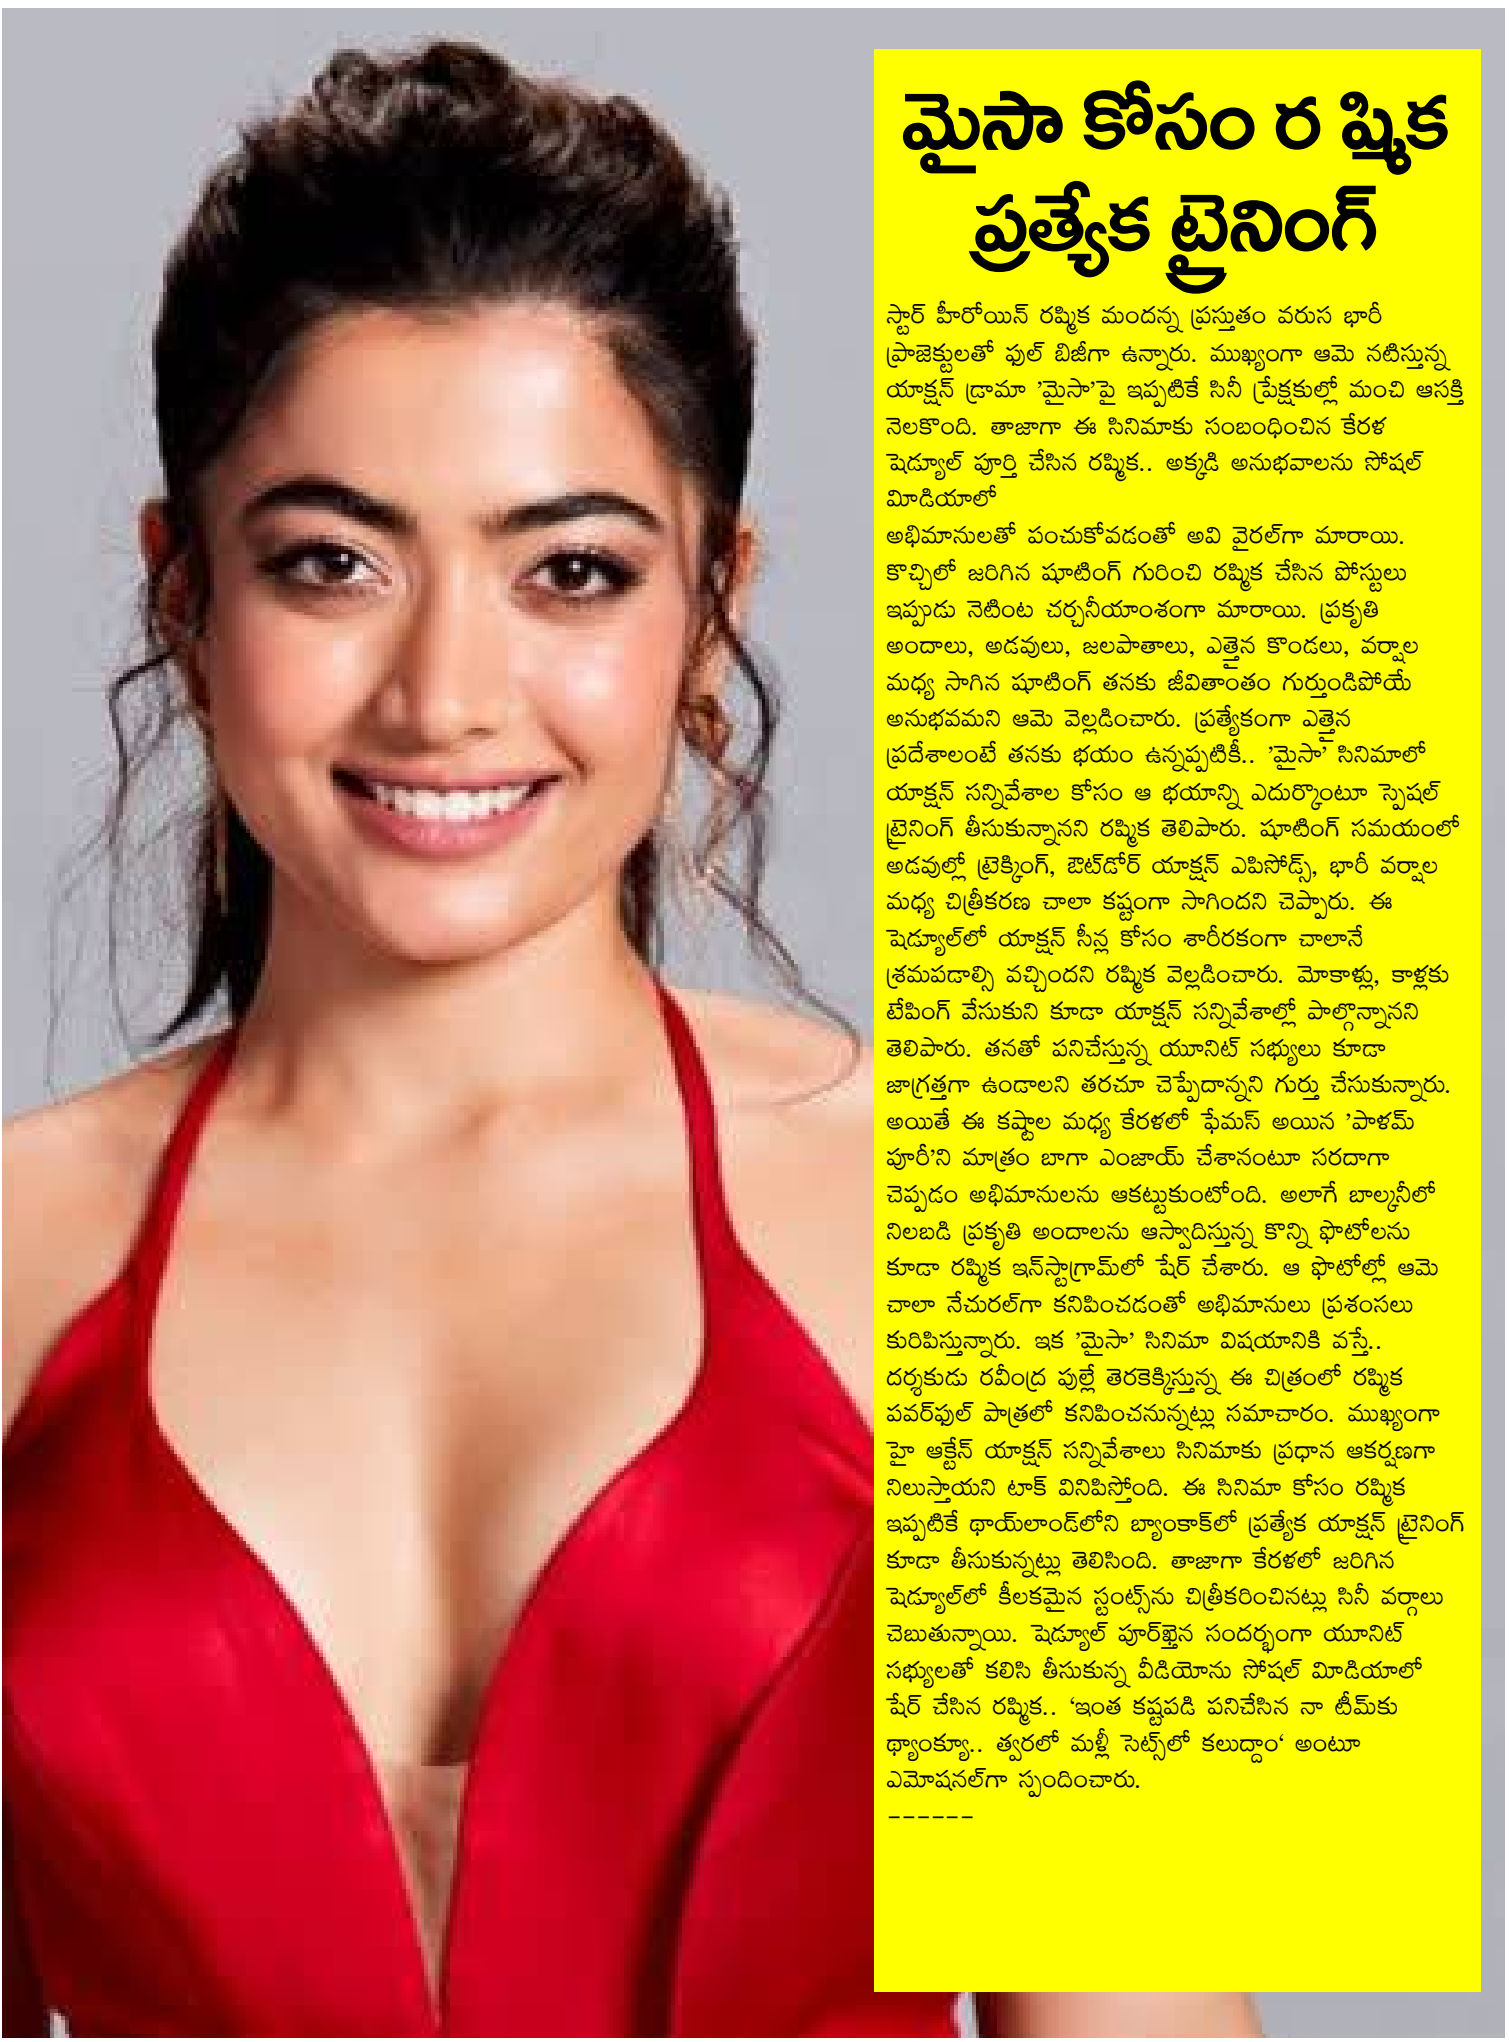 మైసా కోసం ర ష్మిక
ప్రత్యేక ట్రైనింగ్
స్టార్ హీరోయిన్ రష్మిక మందన్న ప్రస్తుతం వరుస భారీ
ప్రాజెక్టులతో ఫుల్ బిజీగా ఉన్నారు. ముఖ్యంగా ఆమె నటిస్తున్న
యాక్షన్ డ్రామా 'మైసా'పై ఇప్పటికే సినీ ప్రేక్షకుల్లో మంచి ఆసక్తి
నెలకొంది. తాజాగా ఈ సినిమాకు సంబంధించిన కేరళ
షెడ్యూల్ పూర్తి చేసిన రష్మిక.. అక్కడి అనుభవాలను సోషల్
మీడియాలో
అభిమానులతో పంచుకోవడంతో అవి వైరల్‌గా మారాయి.
కొచ్చిలో జరిగిన షూటింగ్ గురించి రష్మిక చేసిన పోస్టులు
ఇప్పుడు నెటింట చర్చనీయాంశంగా మారాయి. ప్రకృతి
అందాలు, అడవులు, జలపాతాలు, ఎత్తైన కొండలు, వర్షాల
మధ్య సాగిన షూటింగ్ తనకు జీవితాంతం గుర్తుండిపోయే
అనుభవమని ఆమె వెల్లడించారు. ప్రత్యేకంగా ఎత్తైన
ప్రదేశాలంటే తనకు భయం ఉన్నప్పటికీ.. 'మైసా' సినిమాలో
యాక్షన్ సన్నివేశాల కోసం ఆ భయాన్ని ఎదుర్కొంటూ స్పెషల్
ట్రైనింగ్ తీసుకున్నానని రష్మిక తెలిపారు. షూటింగ్ సమయంలో
అడవుల్లో ట్రెక్కింగ్, ఔట్‌డోర్ యాక్షన్ ఎపిసోడ్స్, భారీ వర్షాల
మధ్య చిత్రీకరణ చాలా కష్టంగా సాగిందని చెప్పారు. ఈ
షెడ్యూల్‌లో యాక్షన్ సీన్ల కోసం శారీరకంగా చాలానే
శ్రమపడాల్సి వచ్చిందని రష్మిక వెల్లడించారు. మోకాళ్లు, కాళ్లకు
టేపింగ్ వేసుకుని కూడా యాక్షన్ సన్నివేశాల్లో పాల్గొన్నానని
తెలిపారు. తనతో పనిచేస్తున్న యూనిట్ సభ్యులు కూడా
జాగ్రత్తగా ఉండాలని తరచూ చెప్పేదాన్నని గుర్తు చేసుకున్నారు.
అయితే ఈ కష్టాల మధ్య కేరళలో ఫేమస్ అయిన 'పాళమ్
పూరీ'ని మాత్రం బాగా ఎంజాయ్ చేశానంటూ సరదాగా
చెప్పడం అభిమానులను ఆకట్టుకుంటోంది. అలాగే బాల్కనీలో
నిలబడి ప్రకృతి అందాలను ఆస్వాదిస్తున్న కొన్ని ఫొటోలను
కూడా రష్మిక ఇన్‌స్టాగ్రామ్‌లో షేర్ చేశారు. ఆ ఫొటోల్లో ఆమె
చాలా నేచురల్‌గా కనిపించడంతో అభిమానులు ప్రశంసలు
కురిపిస్తున్నారు. ఇక 'మైసా' సినిమా విషయానికి వస్తే..
దర్శకుడు రవీంద్ర పుల్లే తెరకెక్కిస్తున్న ఈ చిత్రంలో రష్మిక
పవర్‌ఫుల్ పాత్రలో కనిపించనున్నట్లు సమాచారం. ముఖ్యంగా
హై ఆక్టేన్ యాక్షన్ సన్నివేశాలు సినిమాకు ప్రధాన ఆకర్షణగా
నిలుస్తాయని టాక్ వినిపిస్తోంది. ఈ సినిమా కోసం రష్మిక
ఇప్పటికే థాయ్‌లాండ్‌లోని బ్యాంకాక్‌లో ప్రత్యేక యాక్షన్ ట్రైనింగ్
కూడా తీసుకున్నట్లు తెలిసింది. తాజాగా కేరళలో జరిగిన
షెడ్యూల్‌లో కీలకమైన స్టంట్స్‌ను చిత్రీకరించినట్లు సినీ వర్గాలు
చెబుతున్నాయి. షెడ్యూల్ సందర్భంగా యూనిట్
సభ్యులతో కలిసి తీసుకున్న వీడియోను సోషల్ మీడియాలో
షేర్ చేసిన రష్మిక.. 'ఇంత కష్టపడి పనిచేసిన నా టీమ్‌కు
థ్యాంక్యూ.. త్వరలో మళ్లీ సెట్స్‌లో కలుద్దాం' అంటూ
ఎమోషనల్‌గా స్పందించారు.
------